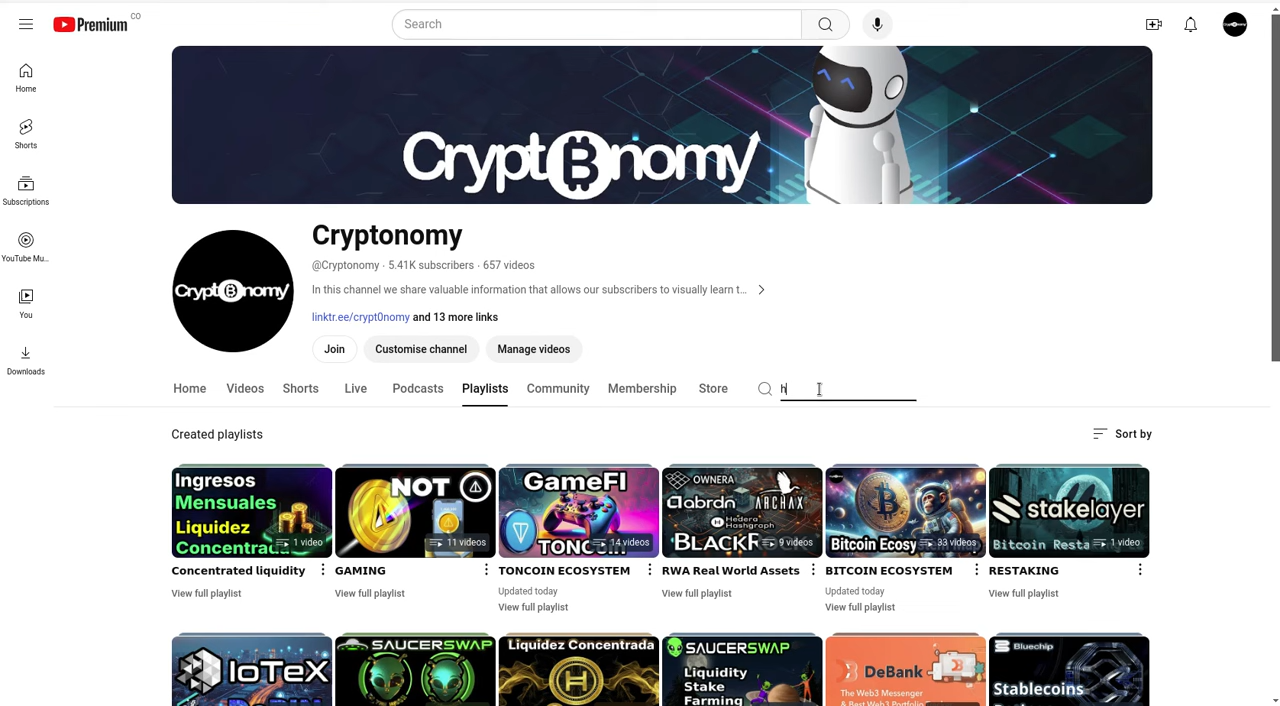 Premium CO
Search
Home
Shorts
Subscriptions
YouTube Mu...
You
Downloads
Crypt₿nomy
Cryptonomy
Cryptonomy
@Cryptonomy · 5.41K subscribers · 657 videos
In this channel we share valuable information that allows our subscribers to visually learn t...
linktr.ee/crypt0nomy and 13 more links
Join
Customise channel
Manage videos
Home
Videos
Shorts
Live
Podcasts
Playlists
Community
Membership
Store
h
Created playlists
Sort by
Ingresos
Mensuales
Liquidez
Concentrada
1 video
NOT
11 videos
GameFI
TONCOIN
14 videos
OWNERA
abrdn
ARCHAX
Hedera
Hashgraph
BLACKR
9 videos
Bitcoin Ecosy
33 videos
stakelayer
Bitcoin Resta
1 video
Concentrated liquidity
View full playlist
GAMING
View full playlist
TONCOIN ECOSYSTEM
Updated today
View full playlist
RWA Real World Assets
View full playlist
BITCOIN ECOSYSTEM
Updated today
View full playlist
RESTAKING
View full playlist
IoTeX
SAUCERSWAP
Liquidez Concentrada
SAUCERSWAP
Liquidity
Stake
Farming
DeBank
The Web3 Messenger
& Best Web3 Portfolio
Bluechip
Stablecoins